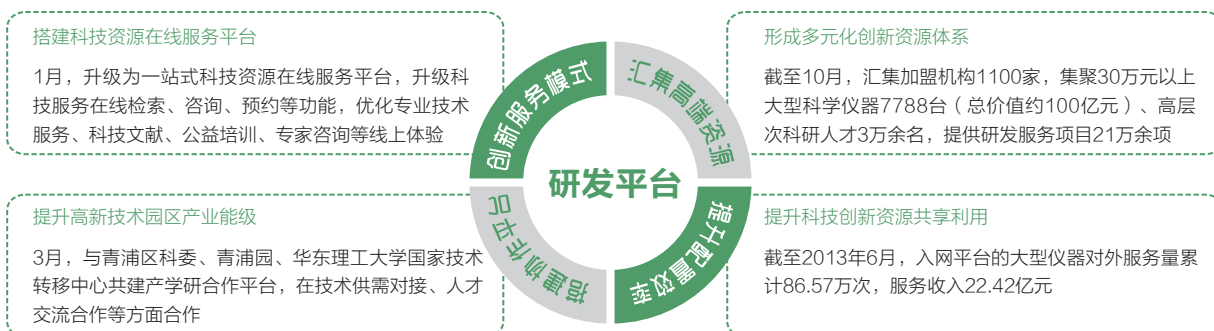 搭建科技资源在线服务平台
1月，升级为一站式科技资源在线服务平台，升级科
技服务在线检索、咨询、预约等功能，优化专业技术
服务、科技文献、公益培训、专家咨询等线上体验
形成多元化创新资源体系
截至10月，汇集加盟机构1100家，集聚30万元以上
大型科学仪器7788台（总价值约100亿元）、高层
次科研人才3万余名，提供研发服务项目21万余项
创新服务模式
汇集高端资源
研发平台
搭建协作平台
提升配置效率
提升高新技术园区产业能级
3月，与青浦区科委、青浦园、华东理工大学国家技术
转移中心共建产学研合作平台，在技术供需对接、人才
交流合作等方面合作
提升科技创新资源共享利用
截至2013年6月，入网平台的大型仪器对外服务量累
计86.57万次，服务收入22.42亿元